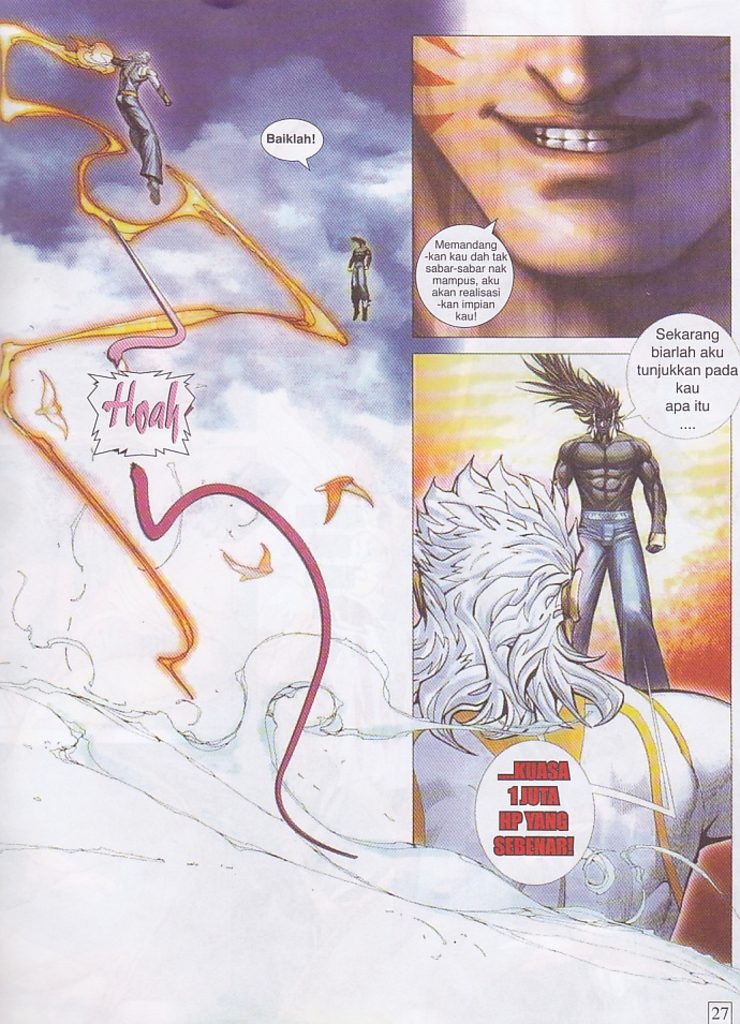 Baiklah!
Memandang
-kan kau dah tak
sabar-sabar nak
mampus, aku
akan realisasi
-kan impian
kau!
Hoah
Sekarang
biarlah aku
tunjukkan pada
kau
apa itu
....
....KUASA
1 JUTA
HP YANG
SEBENAR!
27